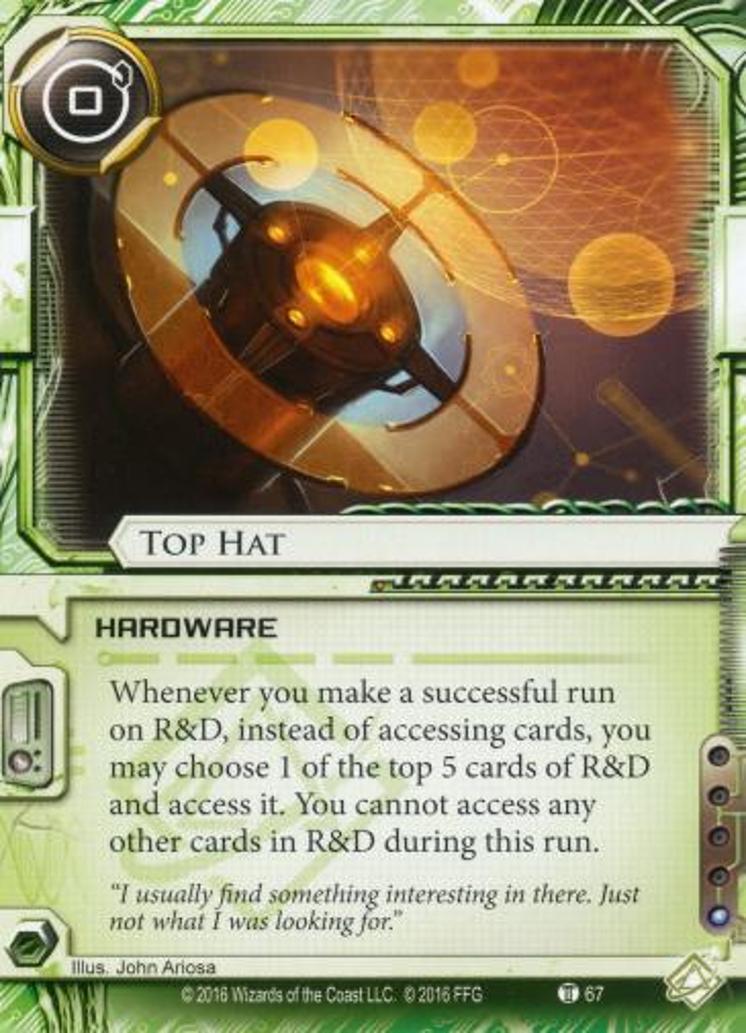 TOP HAT
HARDWARE
Whenever you make a successful run
on R&D, instead of accessing cards, you
may choose 1 of the top 5 cards of R&D
and access it. You cannot access any
other cards in R&D during this run.
"I usually find something interesting in there. Just
not what I was looking for."
Illus. John Ariosa
© 2016 Wizards of the Coast LLC. © 2016 FFG 67